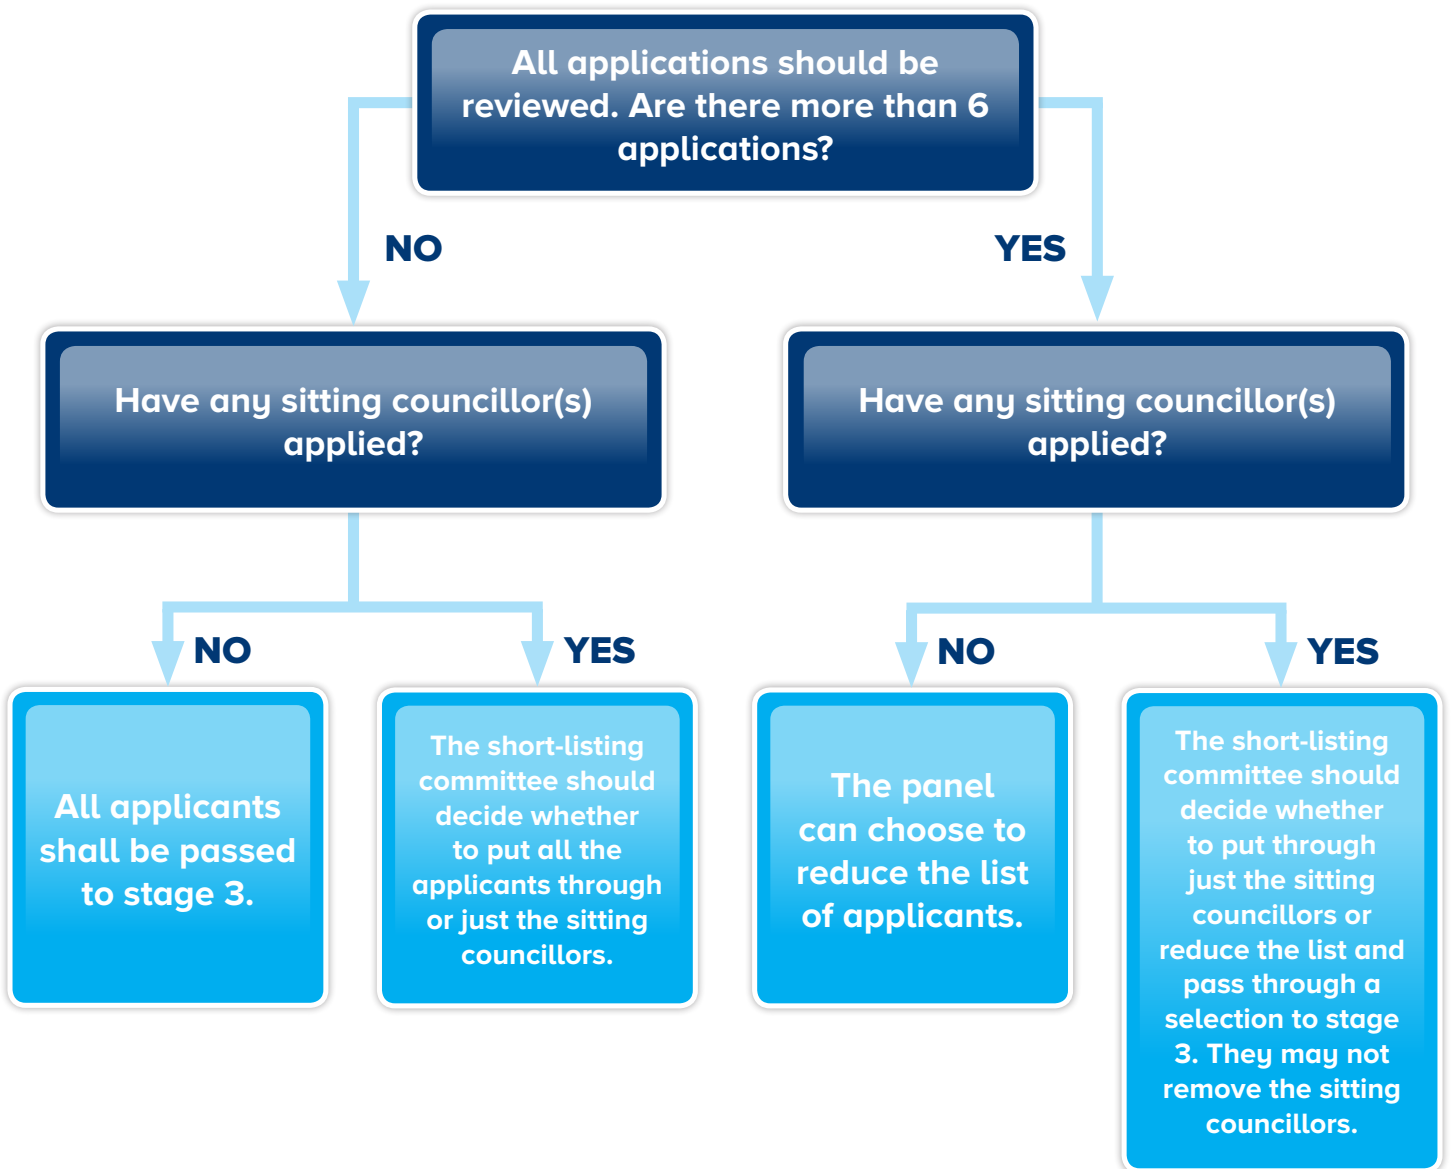 All applications should be
reviewed. Are there more than 6
applications?
NO
YES
Have any sitting councillor(s)
applied?
Have any sitting councillor(s)
applied?
NO
YES
NO
YES
All applicants
shall be passed
to stage 3.
The short-listing
committee should
decide whether
to put all the
applicants through
or just the sitting
councillors.
The panel
can choose to
reduce the list
of applicants.
The short-listing
committee should
decide whether
to put through
just the sitting
councillors or
reduce the list and
pass through a
selection to stage
3. They may not
remove the sitting
councillors.